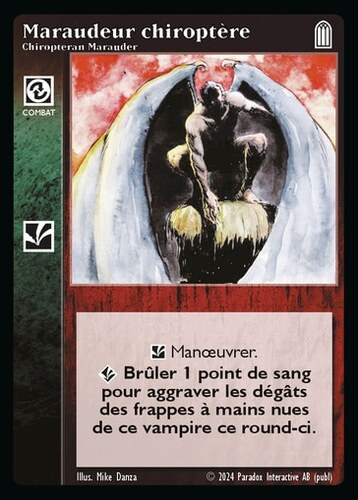 Maraudeur chiroptère
Chiropteran Marauder
COMBAT
Manœuvrer.
Brûler 1 point de sang
pour aggraver les dégâts
des frappes à mains nues
de ce vampire ce round-ci.
Illus. Mike Danza
© 2024 Paradox Interactive AB (publ)